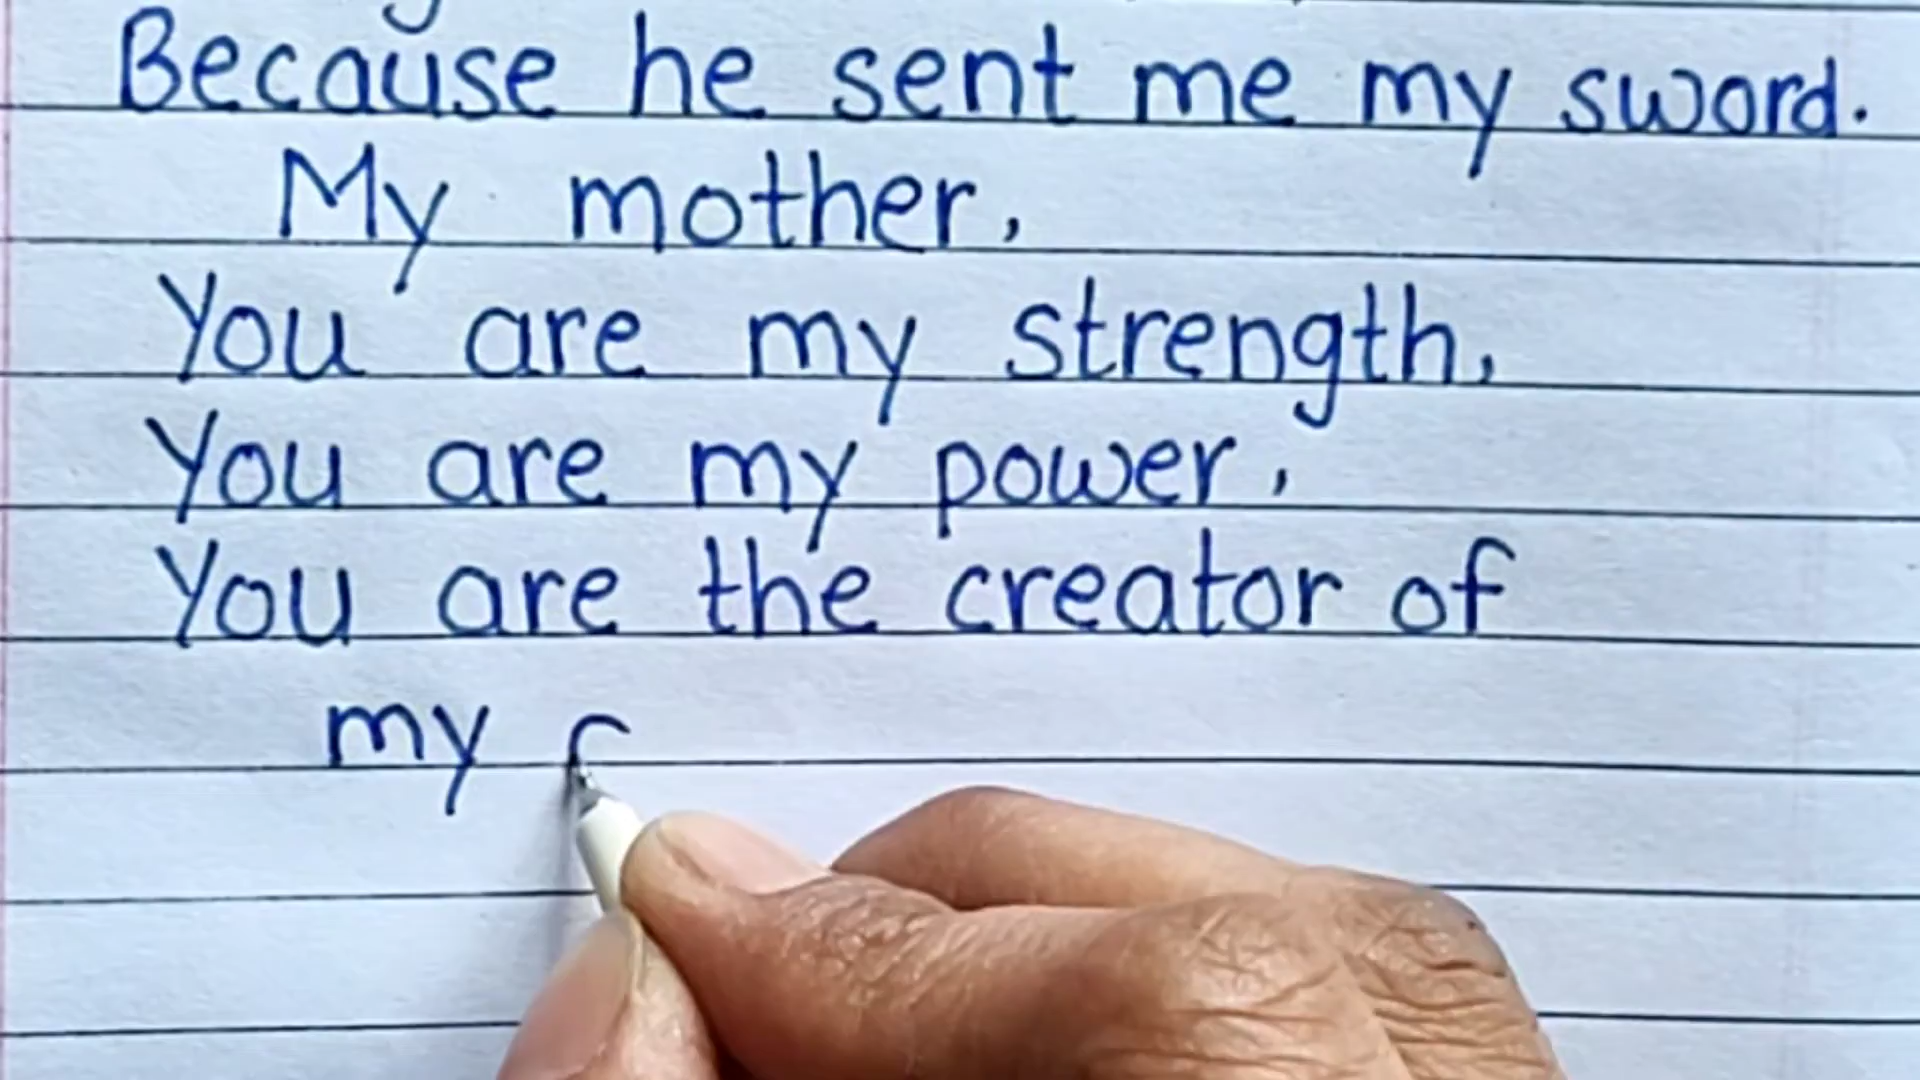 Because he sent me my sword.
My mother,
You are my strength,
You are my power,
You are the creator of
my